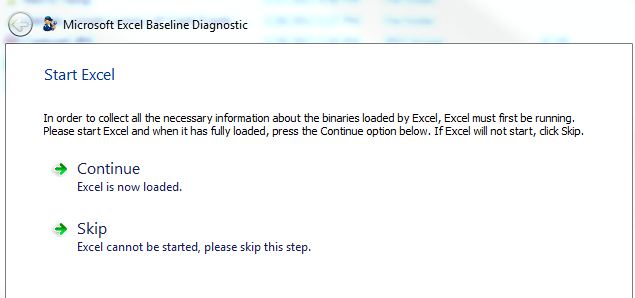 Microsoft Excel Baseline Diagnostic
Start Excel
In order to collect all the necessary information about the binaries loaded by Excel, Excel must first be running.
Please start Excel and when it has fully loaded, press the Continue option below. If Excel will not start, click Skip.
Continue
Excel is now loaded.
Skip
Excel cannot be started, please skip this step.